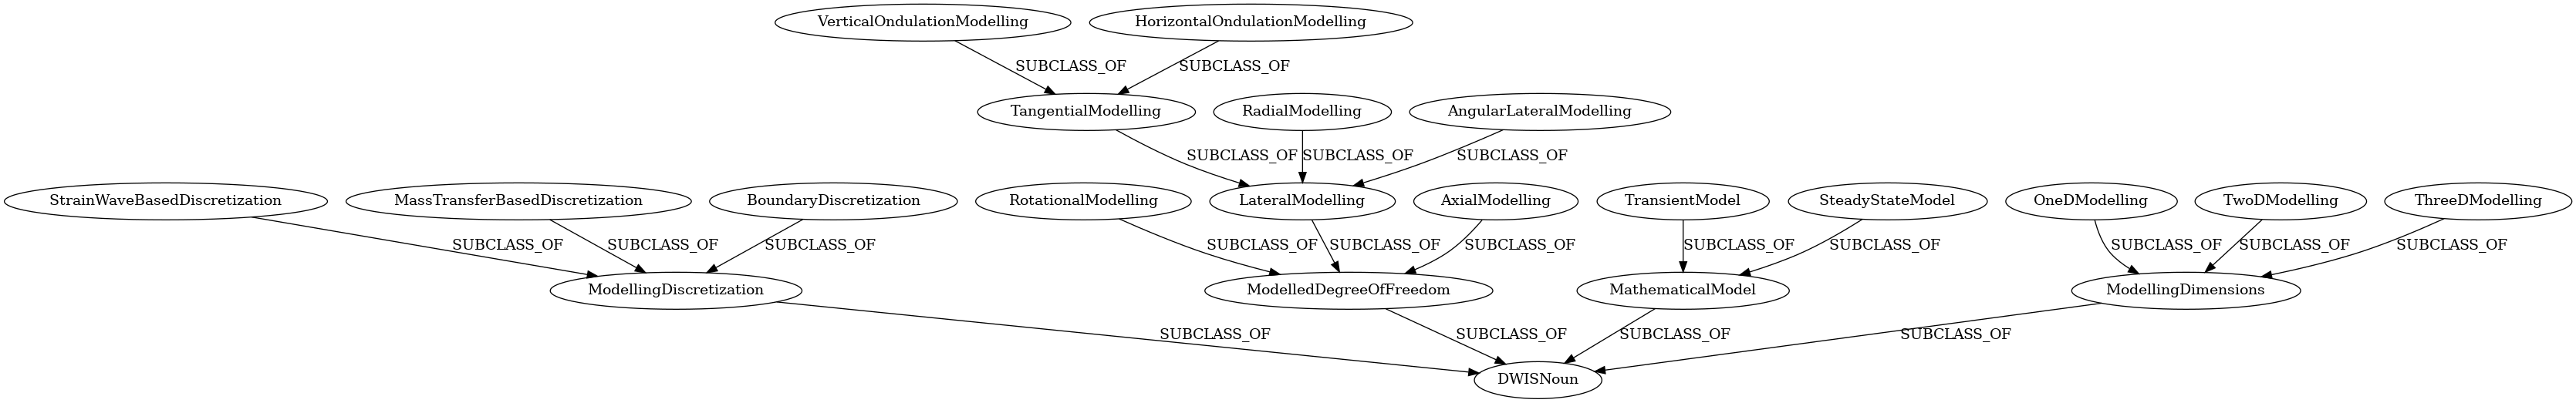 VerticalOndulationModelling
HorizontalOndulationModelling
SUBCLASS_OF
SUBCLASS_OF
TangentialModelling
RadialModelling
AngularLateralModelling
SUBCLASS_OF
SUBCLASS_OF
SUBCLASS_OF
StrainWaveBasedDiscretization
MassTransferBasedDiscretization
BoundaryDiscretization
RotationalModelling
LateralModelling
AxialModelling
TransientModel
SteadyStateModel
OneDModelling
TwoDModelling
ThreeDModelling
SUBCLASS_OF
SUBCLASS_OF
SUBCLASS_OF
SUBCLASS_OF
SUBCLASS_OF
SUBCLASS_OF
SUBCLASS_OF
SUBCLASS_OF
SUBCLASS_OF
SUBCLASS_OF
SUBCLASS_OF
ModellingDiscretization
ModelledDegreeOfFreedom
MathematicalModel
ModellingDimensions
SUBCLASS_OF
SUBCLASS_OF
SUBCLASS_OF
SUBCLASS_OF
DWISNoun